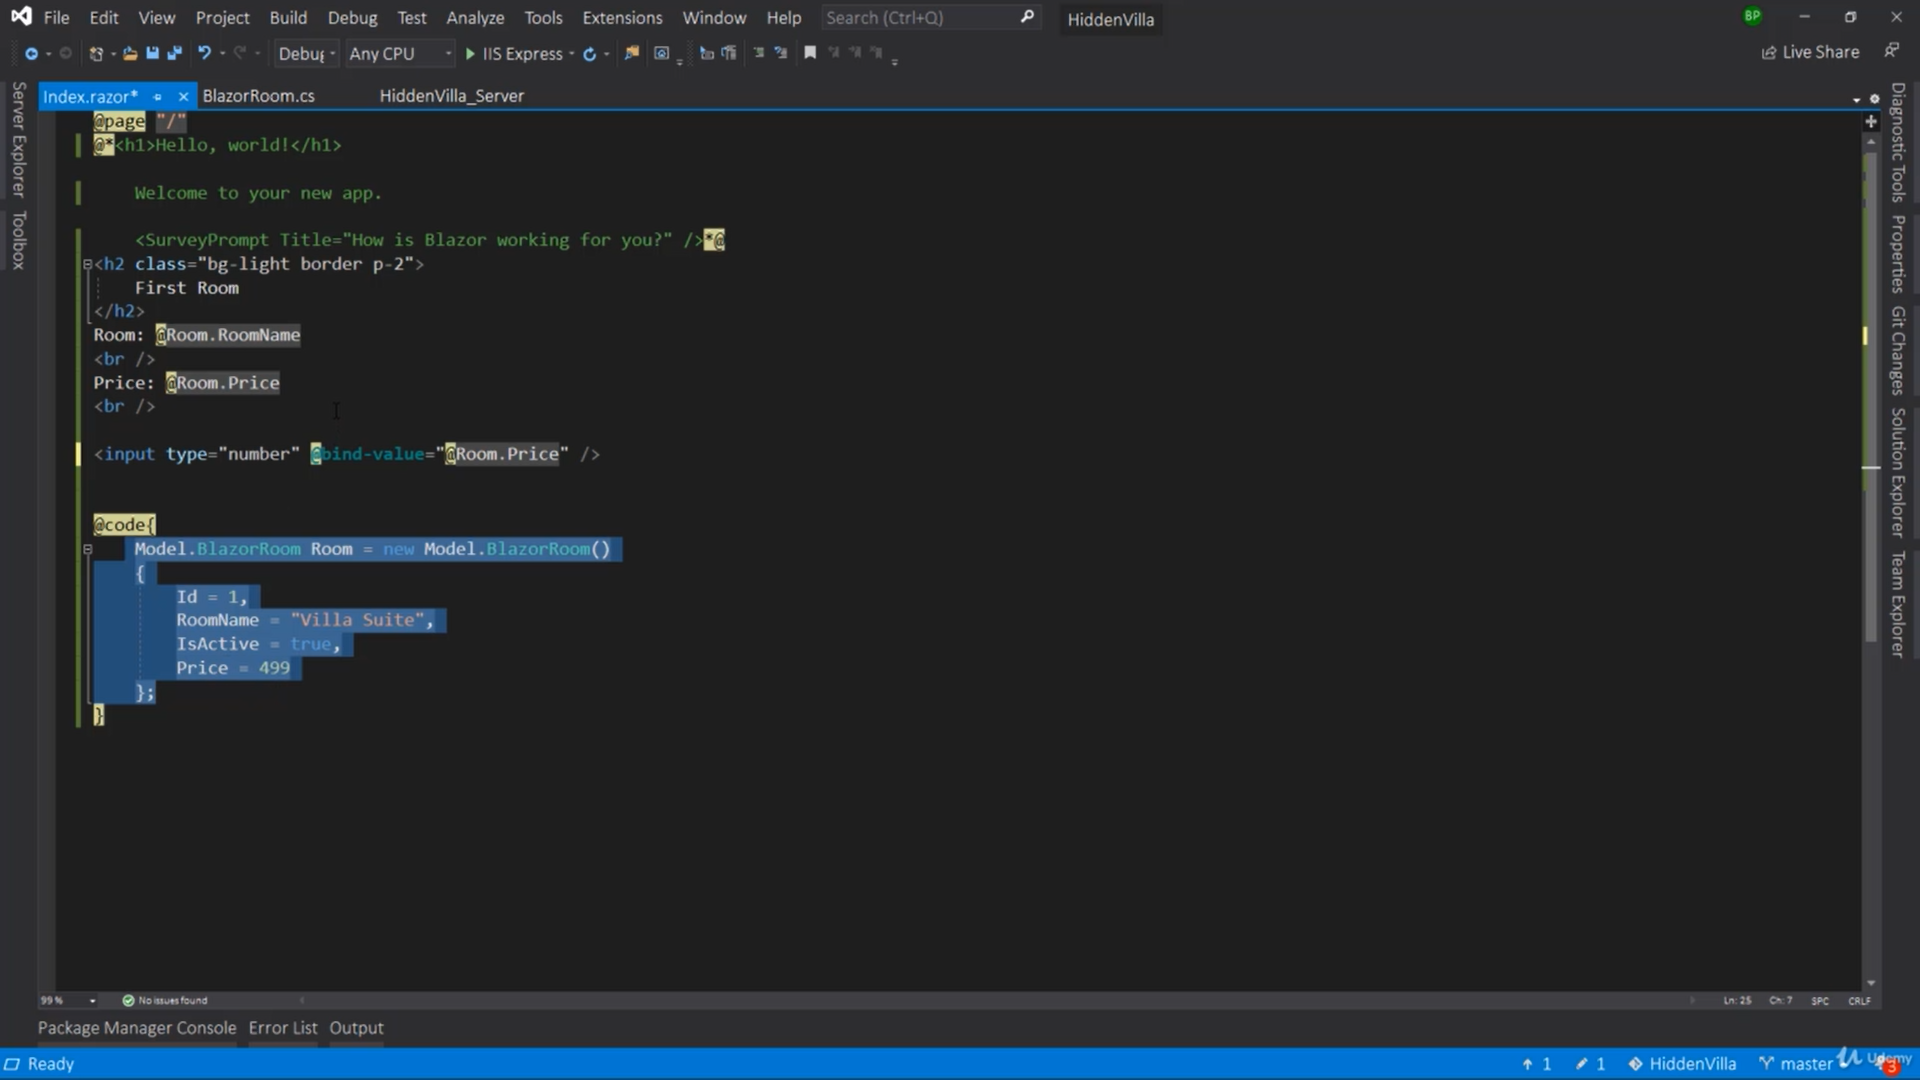 File Edit View Project Build Debug Test Analyze Tools Extensions Window Help Search (Ctrl+Q) HiddenVilla BP
Debug Any CPU IIS Express Live Share
Server Explorer
Toolbox
Index.razor* BlazorRoom.cs HiddenVilla_Server
@page "/"
@*<h1>Hello, world!</h1>
Welcome to your new app.
<SurveyPrompt Title="How is Blazor working for you?" />*@
<h2 class="bg-light border p-2">
First Room
</h2>
Room: @Room.RoomName
<br />
Price: @Room.Price
<br />
<input type="number" @bind-value="@Room.Price" />
@code{
Model.BlazorRoom Room = new Model.BlazorRoom()
{
Id = 1,
RoomName = "Villa Suite",
IsActive = true,
Price = 499
};
}
Diagnostic Tools
Properties
Git Changes
Solution Explorer
Team Explorer
99 % No issues found Ln: 25 Ch: 7 SPC CRLF
Package Manager Console Error List Output
Ready 1 1 HiddenVilla master 3
Udemy